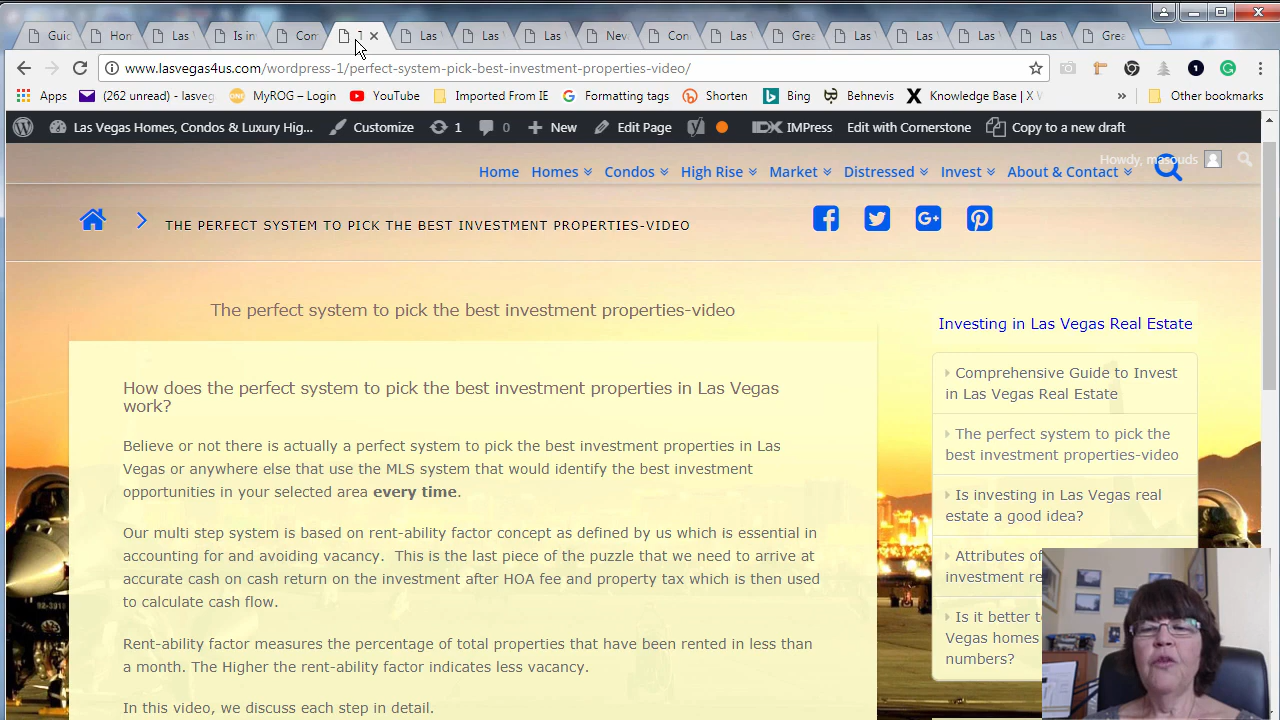 Guid Hon Las Is in Con Las Las Las Nev Con Las Grea Las Las Las Las Grea
www.lasvegas4us.com/wordpress-1/perfect-system-pick-best-investment-properties-video/
Apps (262 unread) - lasveg MyROG – Login YouTube Imported From IE Formatting tags Shorten Bing Behnevis Knowledge Base | X » Other bookmarks
Las Vegas Homes, Condos & Luxury Hig... Customize 1 0 New Edit Page IDX IMPress Edit with Cornerstone Copy to a new draft
Howdy, masouds
Home Homes Condos High Rise Market Distressed Invest About & Contact
THE PERFECT SYSTEM TO PICK THE BEST INVESTMENT PROPERTIES-VIDEO
The perfect system to pick the best investment properties-video
How does the perfect system to pick the best investment properties in Las Vegas
work?
Believe or not there is actually a perfect system to pick the best investment properties in Las
Vegas or anywhere else that use the MLS system that would identify the best investment
opportunities in your selected area every time.
Our multi step system is based on rent-ability factor concept as defined by us which is essential in
accounting for and avoiding vacancy. This is the last piece of the puzzle that we need to arrive at
accurate cash on cash return on the investment after HOA fee and property tax which is then used
to calculate cash flow.
Rent-ability factor measures the percentage of total properties that have been rented in less than
a month. The Higher the rent-ability factor indicates less vacancy.
In this video, we discuss each step in detail.
Investing in Las Vegas Real Estate
Comprehensive Guide to Invest
in Las Vegas Real Estate
The perfect system to pick the
best investment properties-video
Is investing in Las Vegas real
estate a good idea?
Attributes of
investment re
Is it better t
Vegas homes
numbers?